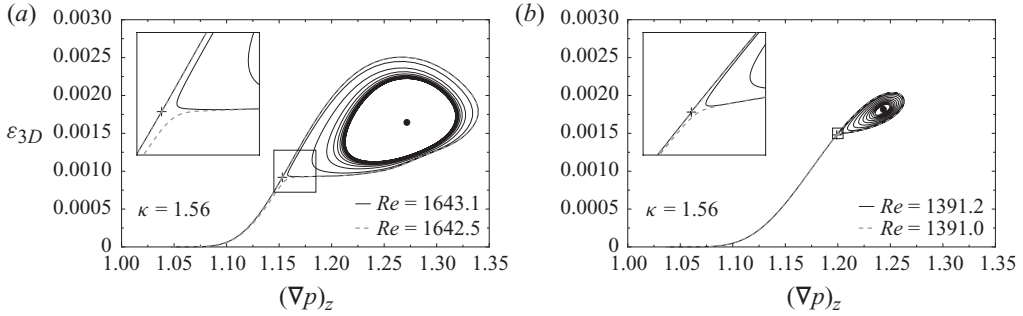 (a)
0.0030
0.0025
0.0020
0.0015
0.0010
0.0005
0
ε3D
κ = 1.56
Re = 1643.1
Re = 1642.5
1.00 1.05 1.10 1.15 1.20 1.25 1.30 1.35
(∇p)z
(b)
0.0030
0.0025
0.0020
0.0015
0.0010
0.0005
0
κ = 1.56
Re = 1391.2
Re = 1391.0
1.00 1.05 1.10 1.15 1.20 1.25 1.30 1.35
(∇p)z